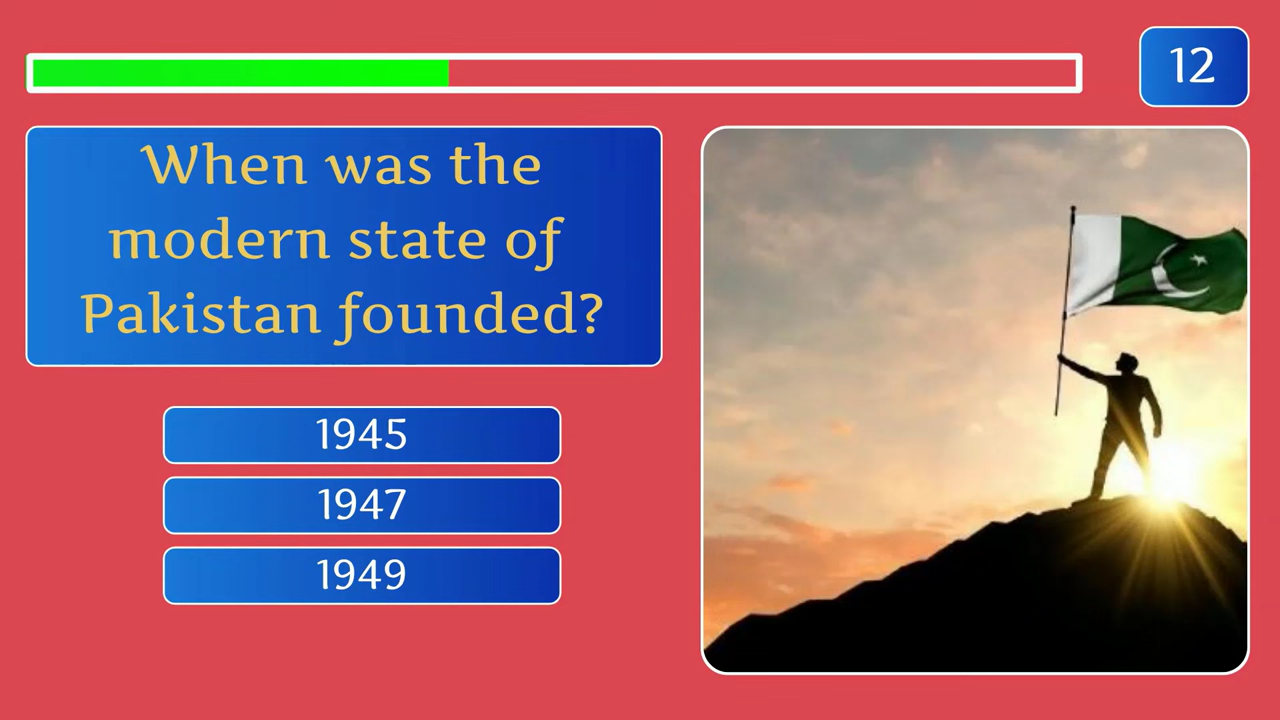 12
When was the
modern state of
Pakistan founded?
1945
1947
1949